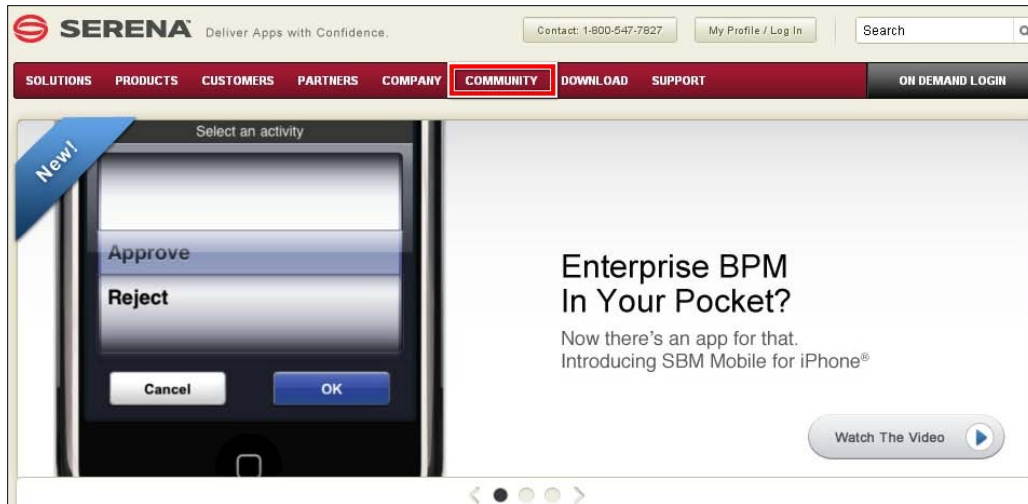 SERENA Deliver Apps with Confidence. Contact: 1-800-547-7827 My Profile / Log In Search
SOLUTIONS PRODUCTS CUSTOMERS PARTNERS COMPANY COMMUNITY DOWNLOAD SUPPORT ON DEMAND LOGIN
New!
Select an activity
Approve
Reject
Cancel OK
Enterprise BPM
In Your Pocket?
Now there's an app for that.
Introducing SBM Mobile for iPhone®
Watch The Video